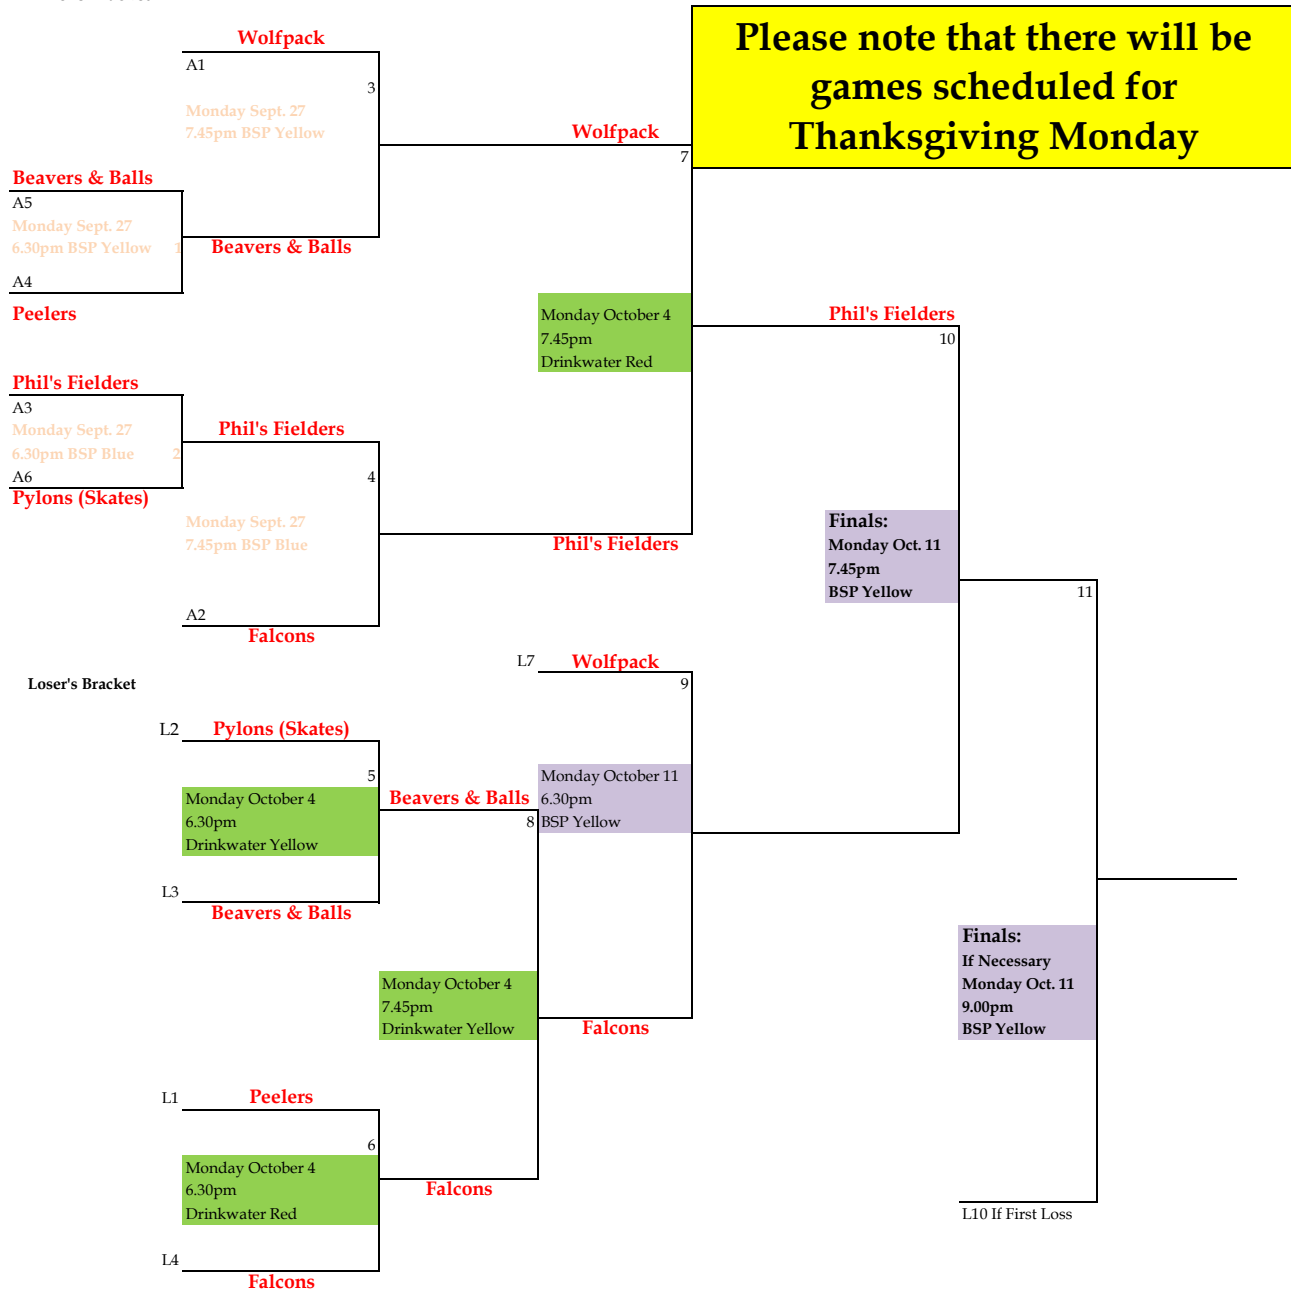 Wolfpack
Please note that there will be
games scheduled for
Thanksgiving Monday
A1
3
Monday Sept. 27
7.45pm BSP Yellow
Wolfpack
7
Beavers & Balls
A5
Monday Sept. 27
6.30pm BSP Yellow 1
Beavers & Balls
A4
Peelers
Monday October 4
7.45pm
Drinkwater Red
Phil's Fielders
10
Phil's Fielders
A3
Monday Sept. 27
6.30pm BSP Blue 2
Phil's Fielders
A6
4
Pylons (Skates)
Monday Sept. 27
7.45pm BSP Blue
Phil's Fielders
Finals:
Monday Oct. 11
7.45pm
BSP Yellow
11
A2
Falcons
L7 Wolfpack
9
Loser's Bracket
L2 Pylons (Skates)
5
Monday October 4
6.30pm
Drinkwater Yellow
Beavers & Balls
8
Monday October 11
6.30pm
BSP Yellow
L3
Beavers & Balls
Monday October 4
7.45pm
Drinkwater Yellow
Falcons
Finals:
If Necessary
Monday Oct. 11
9.00pm
BSP Yellow
L1 Peelers
6
Monday October 4
6.30pm
Drinkwater Red
Falcons
L10 If First Loss
L4
Falcons